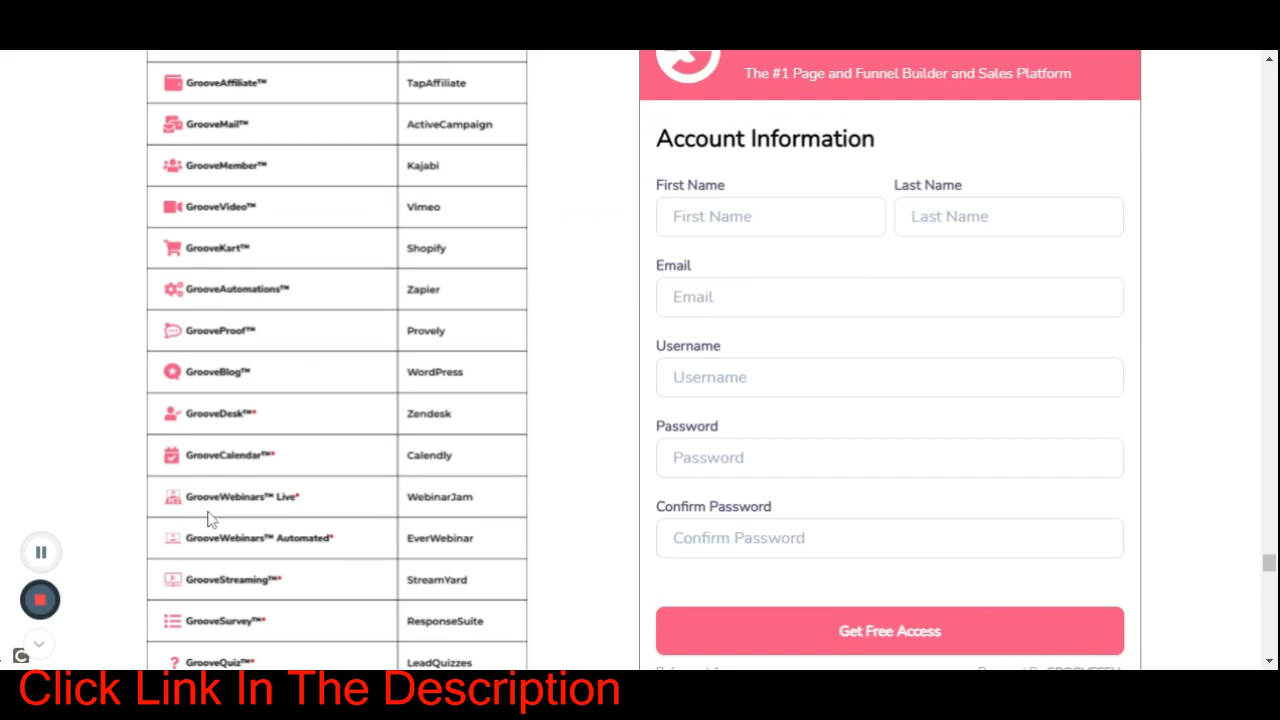 GrooveAffiliate™ TapAffiliate
GrooveMail™ ActiveCampaign
GrooveMember™ Kajabi
GrooveVideo™ Vimeo
GrooveKart™ Shopify
GrooveAutomations™ Zapier
GrooveProof™ Provely
GrooveBlog™ WordPress
GrooveDesk™* Zendesk
GrooveCalendar™* Calendly
GrooveWebinars™ Live* WebinarJam
GrooveWebinars™ Automated* EverWebinar
GrooveStreaming™* StreamYard
GrooveSurvey™* ResponseSuite
GrooveQuiz™* LeadQuizzes
The #1 Page and Funnel Builder and Sales Platform
Account Information
First Name Last Name
First Name Last Name
Email
Email
Username
Username
Password
Password
Confirm Password
Confirm Password
Get Free Access
Click Link In The Description